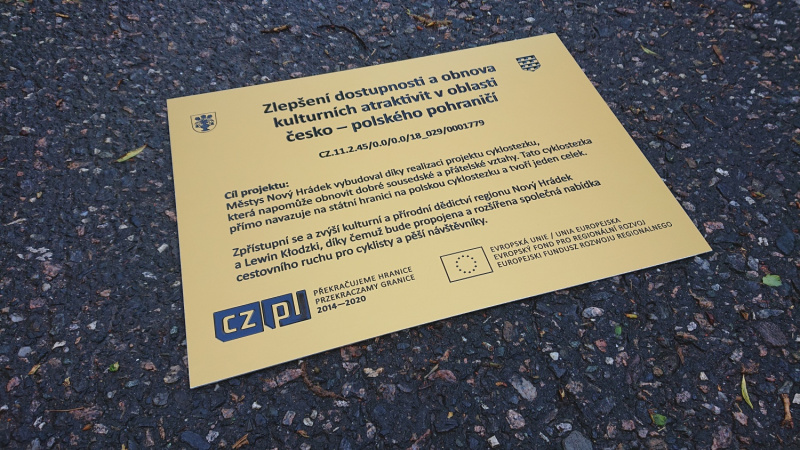 Zlepšení dostupnosti a obnova
kulturních atraktivit v oblasti
česko – polského pohraničí
CZ.11.2.45/0.0/0.0/18_029/0001779
Cíl projektu:
Městys Nový Hrádek vybudoval díky realizaci projektu cyklostezku,
která napomůže obnovit dobré sousedské a přátelské vztahy. Tato cyklostezka
přímo navazuje na státní hranici na polskou cyklostezku a tvoří jeden celek.
Zpřístupní se a zvýší kulturní a přírodní dědictví regionu Nový Hrádek
a Lewin Kłodzki, díky čemuž bude propojena a rozšířena společná nabídka
cestovního ruchu pro cyklisty a pěší návštěvníky.
cz pl
PŘEKRAČUJEME HRANICE
PRZEKRACZAMY GRANICE
2014—2020
EVROPSKÁ UNIE / UNIA EUROPEJSKA
EVROPSKÝ FOND PRO REGIONÁLNÍ ROZVOJ
EUROPEJSKI FUNDUSZ ROZWOJU REGIONALNEGO